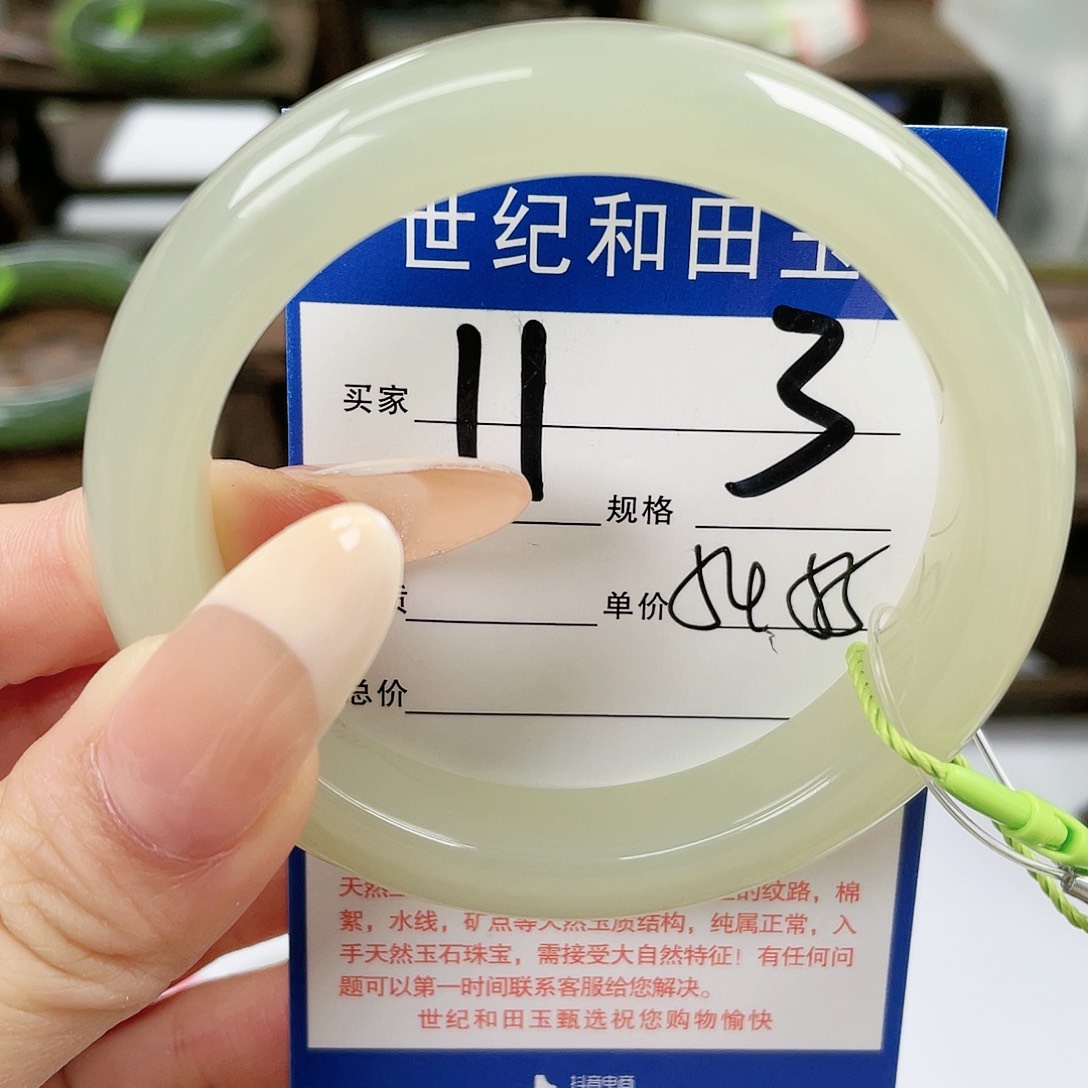 世纪和田玉
11 3
买家
规格
单价
总价
的纹路，棉
絮，水线，矿点等天然玉质结构，纯属正常，入
手天然玉石珠宝，需接受大自然特征！有任何问
题可以第一时间联系客服给您解决。
世纪和田玉甄选祝您购物愉快
抖音电商